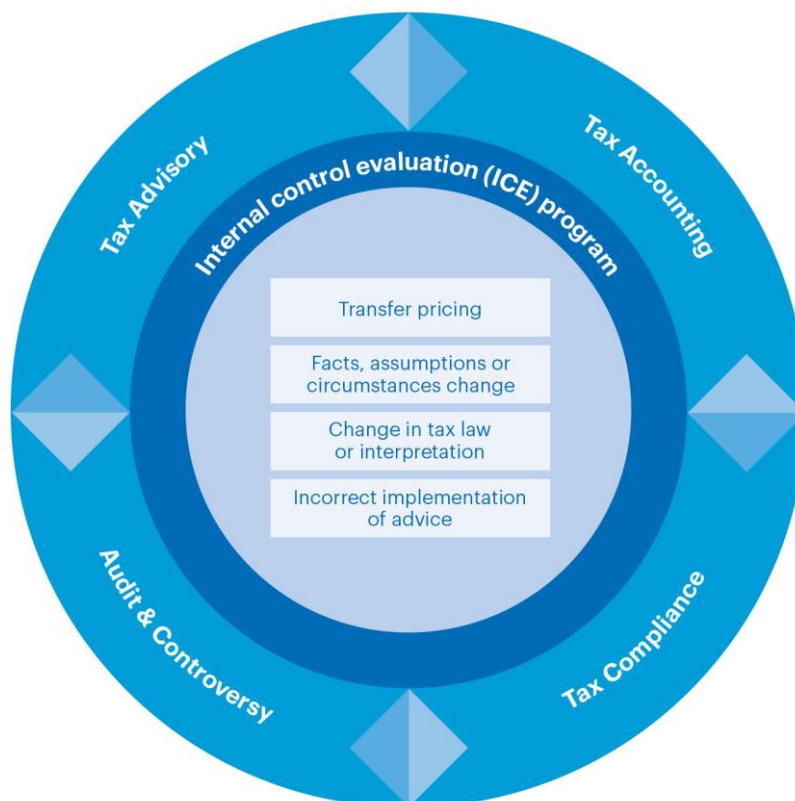 Tax Advisory
Tax Accounting
Internal control evaluation (ICE) program
Transfer pricing
Facts, assumptions or
circumstances change
Change in tax law
or interpretation
Incorrect implementation
of advice
Audit & Controversy
Tax Compliance